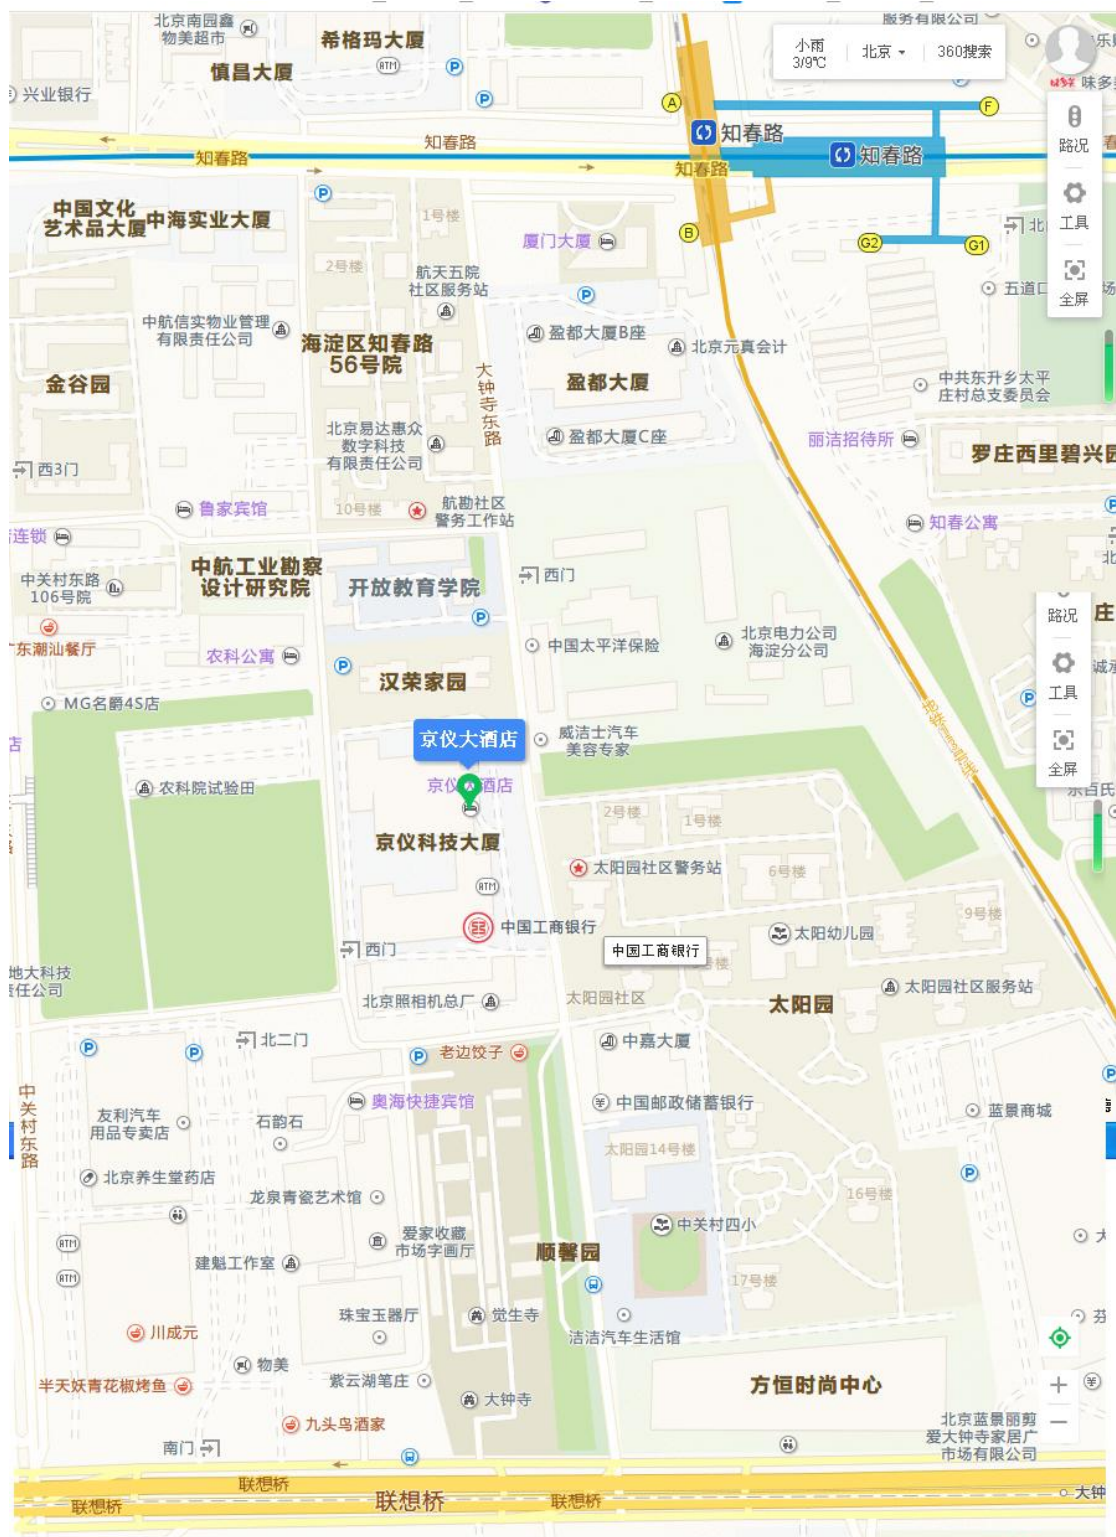 北京南园鑫
物美超市
希格玛大厦
慎昌大厦
ATM
P
P
兴业银行
服务有限公司
小雨
3/9℃
北京
360搜索
味多
路况
工具
全屏
A
F
知春路
知春路
知春路
知春路
知春路
B
G2
G1
中国文化
艺术品大厦
中海实业大厦
P
1号楼
2号楼
厦门大厦
航天五院
社区服务站
P
五道口
中航信实物业管理
有限责任公司
海淀区知春路
56号院
盈都大厦B座
北京元真会计
金谷园
大钟寺东路
盈都大厦
中共东升乡太平
庄村总支委员会
北京易达惠众
数字科技
有限责任公司
盈都大厦C座
丽洁招待所
罗庄西里碧兴园
西3门
鲁家宾馆
10号楼
航勘社区
警务工作站
知春公寓
连锁
中航工业勘察
设计研究院
开放教育学院
西门
中关村东路
106号院
P
东潮汕餐厅
农科公寓
P
汉荣家园
中国太平洋保险
北京电力公司
海淀分公司
路况
工具
全屏
MG名爵4S店
京仪大酒店
威洁士汽车
美容专家
农科院试验田
京仪大酒店
京仪科技大厦
2号楼
1号楼
太阳园社区警务站
6号楼
ATM
中国工商银行
中国工商银行
太阳幼儿园
9号楼
西门
地大科技
责任公司
北京照相机总厂
太阳园社区
太阳园
太阳园社区服务站
P
P
北二门
P
老边饺子
中嘉大厦
中关村东路
友利汽车
用品专卖店
石韵石
奥海快捷宾馆
中国邮政储蓄银行
蓝景商城
太阳园14号楼
P
北京养生堂药店
龙泉青瓷艺术馆
16号楼
ATM
ATM
爱家收藏
市场字画厅
中关村四小
建魁工作室
顺馨园
17号楼
珠宝玉器厅
觉生寺
洁洁汽车生活馆
川成元
物美
半天妖青花椒烤鱼
紫云湖笔庄
大钟寺
方恒时尚中心
九头鸟酒家
南门
北京蓝景丽剪
爱大钟寺家居广
市场有限公司
联想桥
联想桥
联想桥
联想桥
大钟